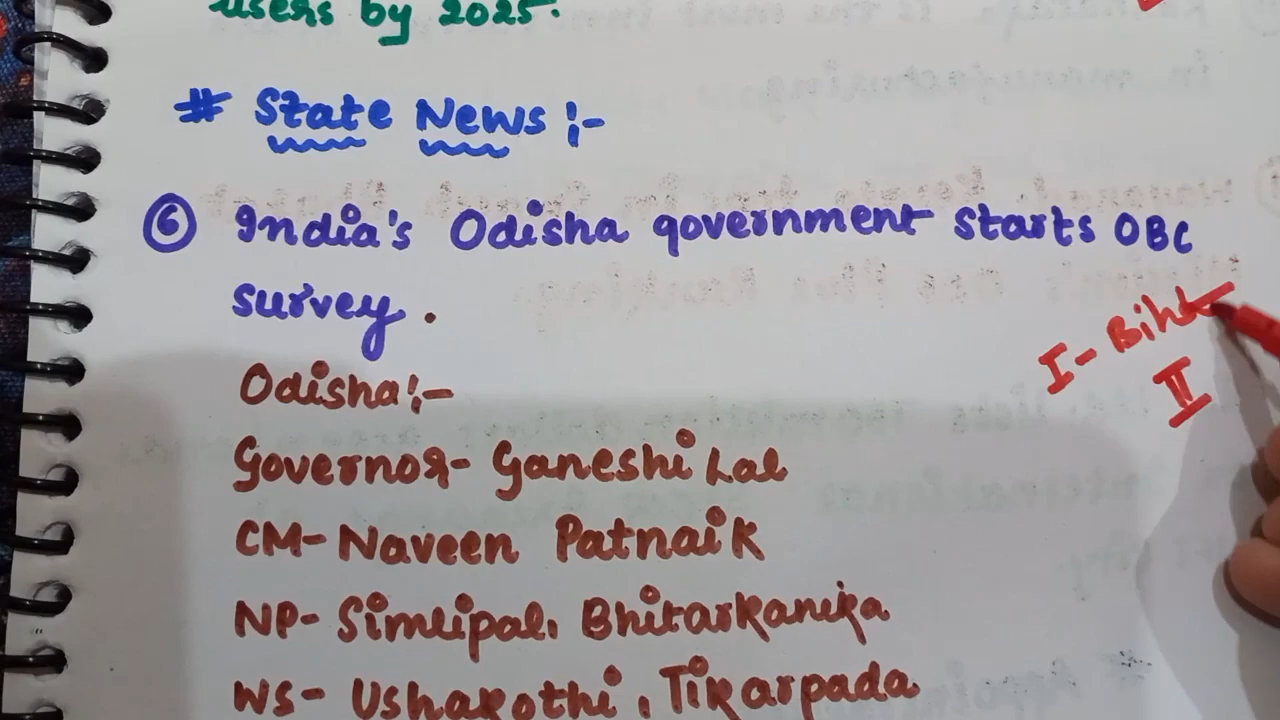 users by 2025.
# State News :-
⑥ India's Odisha government starts OBC
survey.
I- Bihar
II
Odisha:-
Governor- Ganeshi Lal
CM- Naveen Patnaik
NP- Simlipal, Bhitarkanika
WS- Ushakothi, Tikarpada